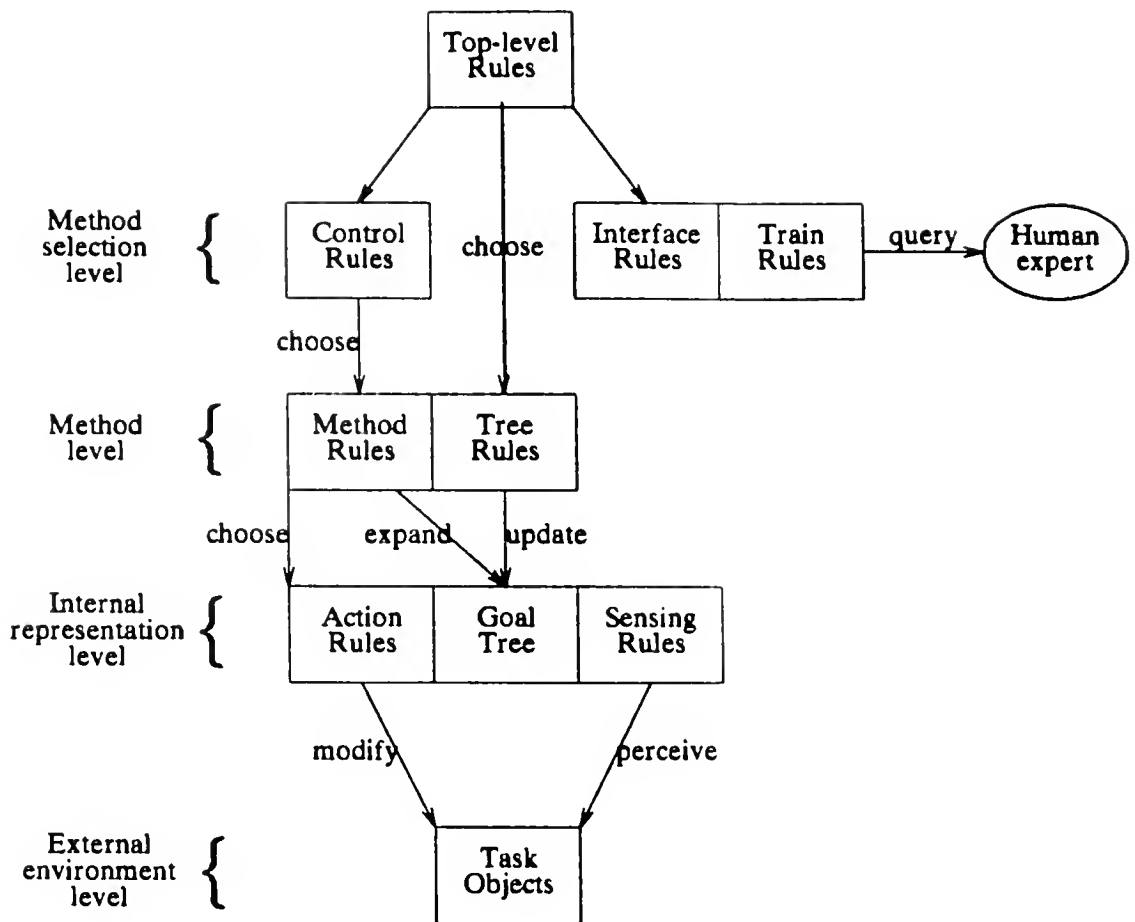 Top-level
Rules
Method
selection
level
Control
Rules
choose
Interface
Rules
Train
Rules
query
Human
expert
choose
Method
level
Method
Rules
Tree
Rules
choose
expand
update
Internal
representation
level
Action
Rules
Goal
Tree
Sensing
Rules
modify
perceive
External
environment
level
Task
Objects